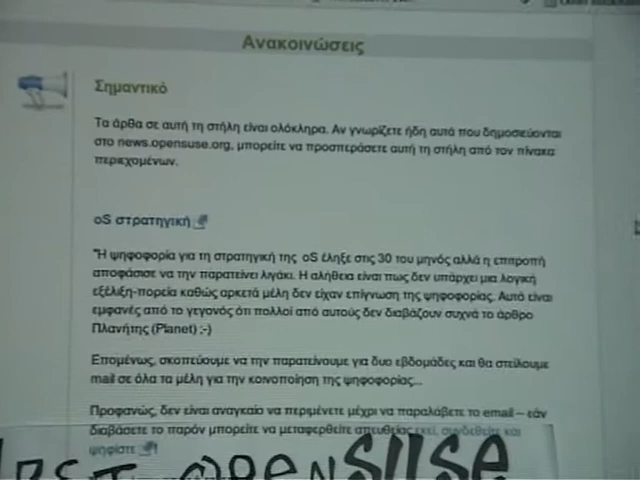 Ανακοινώσεις
Σημαντικό
Τα άρθα σε αυτή τη στήλη είναι ολόκληρα. Αν γνωρίζετε ήδη αυτά που δημοσιεύονται
στο news.opensuse.org, μπορείτε να προσπεράσετε αυτή τη στήλη από τον πίνακα
περιεχομένων.
oS στρατηγική
"Η ψηφοφορία για τη στρατηγική της oS έληξε στις 30 του μηνός αλλά η επιτροπή
αποφάσισε να την παρατείνει λιγάκι. Η αλήθεια είναι πως δεν υπάρχει μια λογική
εξέλιξη-πορεία καθώς αρκετά μέλη δεν είχαν επίγνωση της ψηφοφορίας. Αυτό είναι
εμφανές από το γεγονός ότι πολλοί από αυτούς δεν διαβάζουν συχνά το άρθρο
Πλανήτης (Planet) :-)
Επομένως, σκοπεύουμε να την παρατείνουμε για δυο εβδομάδες και θα στείλουμε
mail σε όλα τα μέλη για την κοινοποίηση της ψηφοφορίας...
Προφανώς, δεν είναι αναγκαίο να περιμένετε μέχρι να παραλάβετε το email – εάν
διαβάσετε το παρόν μπορείτε να μεταφερθείτε απευθείας εκεί, συνδεθείτε και
ψηφίστε !
openSUSE